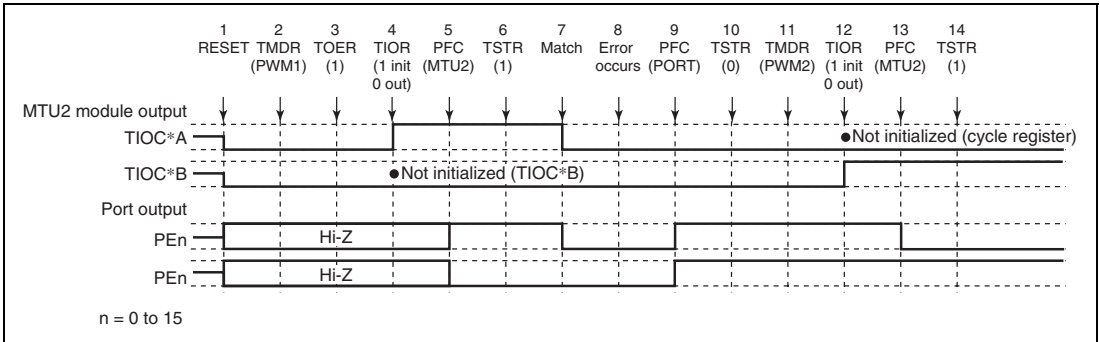 1 2 3 4 5 6 7 8 9 10 11 12 13 14
RESET TMDR TOER TIOR PFC TSTR Match Error PFC TSTR TMDR TIOR PFC TSTR
(PWM1) (1) (1 init (MTU2) (1) occurs (PORT) (0) (PWM2) (1 init (MTU2) (1)
0 out) 0 out)
MTU2 module output
TIOC*A ●Not initialized (cycle register)
TIOC*B ●Not initialized (TIOC*B)
Port output
PEn Hi-Z
PEn Hi-Z
n = 0 to 15